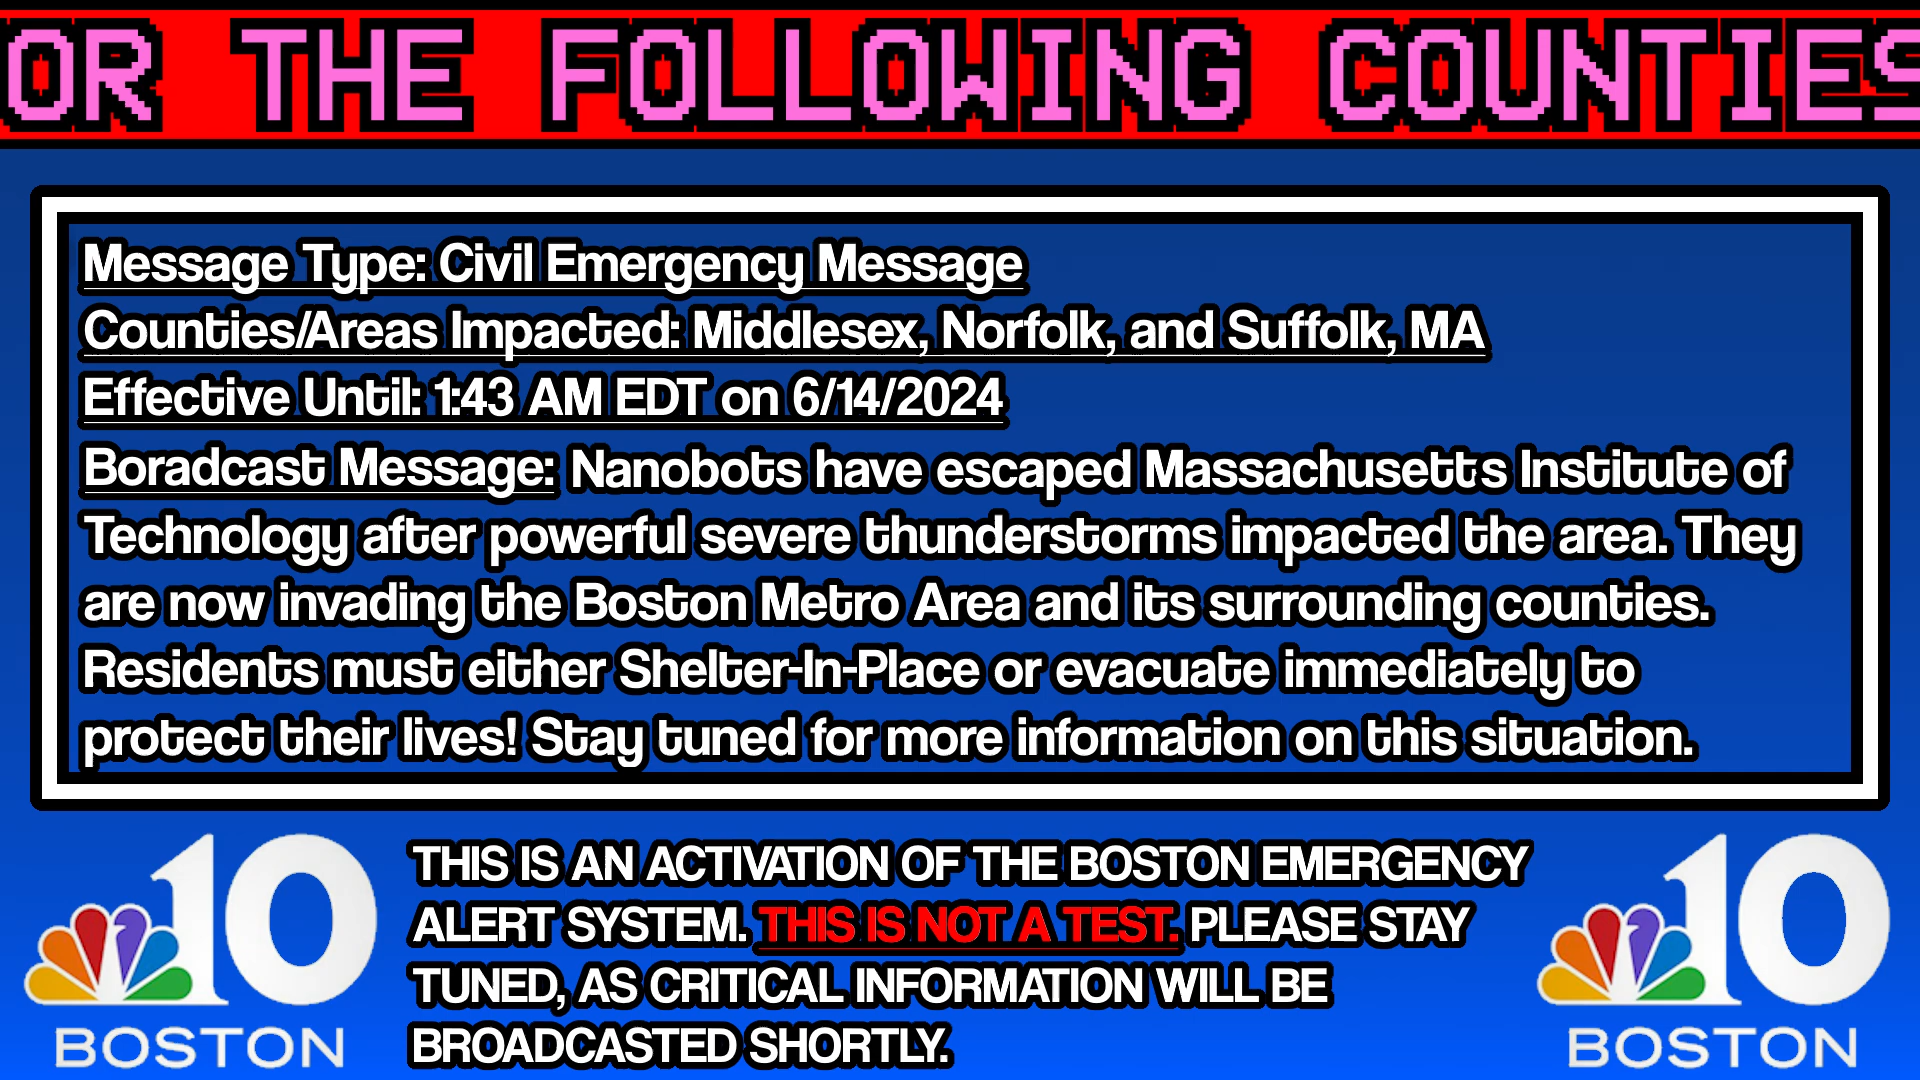 OR THE FOLLOWING COUNTIES
Message Type: Civil Emergency Message
Counties/Areas Impacted: Middlesex, Norfolk, and Suffolk, MA
Effective Until: 1:43 AM EDT on 6/14/2024
Boradcast Message: Nanobots have escaped Massachusetts Institute of
Technology after powerful severe thunderstorms impacted the area. They
are now invading the Boston Metro Area and its surrounding counties.
Residents must either Shelter-In-Place or evacuate immediately to
protect their lives! Stay tuned for more information on this situation.
10
BOSTON
THIS IS AN ACTIVATION OF THE BOSTON EMERGENCY
ALERT SYSTEM. THIS IS NOT A TEST. PLEASE STAY
TUNED, AS CRITICAL INFORMATION WILL BE
BROADCASTED SHORTLY.
10
BOSTON